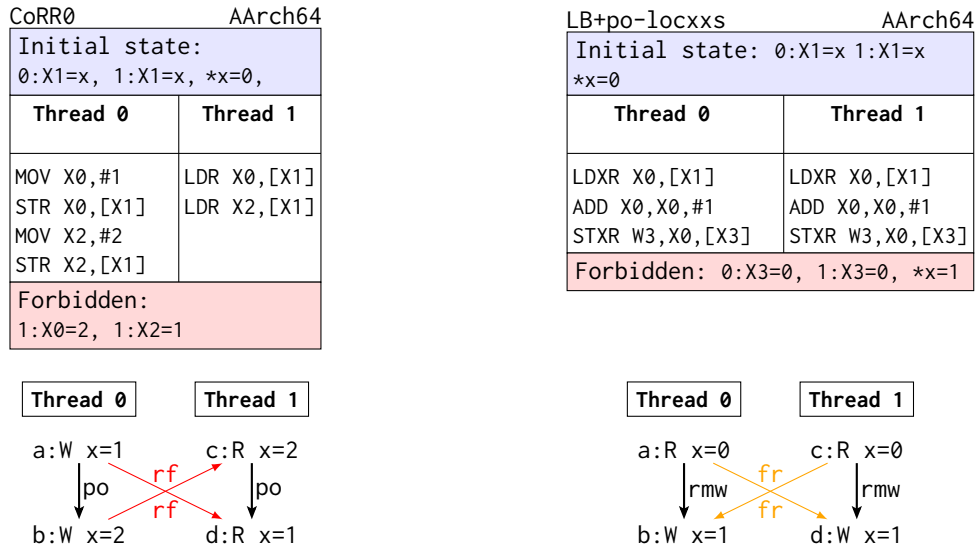 CoRR0 AArch64
Initial state:
0:X1=x, 1:X1=x, *x=0,
Thread 0 Thread 1
MOV X0,#1 LDR X0,[X1]
STR X0,[X1] LDR X2,[X1]
MOV X2,#2
STR X2,[X1]
Forbidden:
1:X0=2, 1:X2=1
Thread 0 Thread 1
a:W x=1 c:R x=2
rf
po po
rf
b:W x=2 d:R x=1
LB+po-locxxs AArch64
Initial state: 0:X1=x 1:X1=x
*x=0
Thread 0 Thread 1
LDXR X0,[X1] LDXR X0,[X1]
ADD X0,X0,#1 ADD X0,X0,#1
STXR W3,X0,[X3] STXR W3,X0,[X3]
Forbidden: 0:X3=0, 1:X3=0, *x=1
Thread 0 Thread 1
a:R x=0 c:R x=0
fr
rmw rmw
fr
b:W x=1 d:W x=1